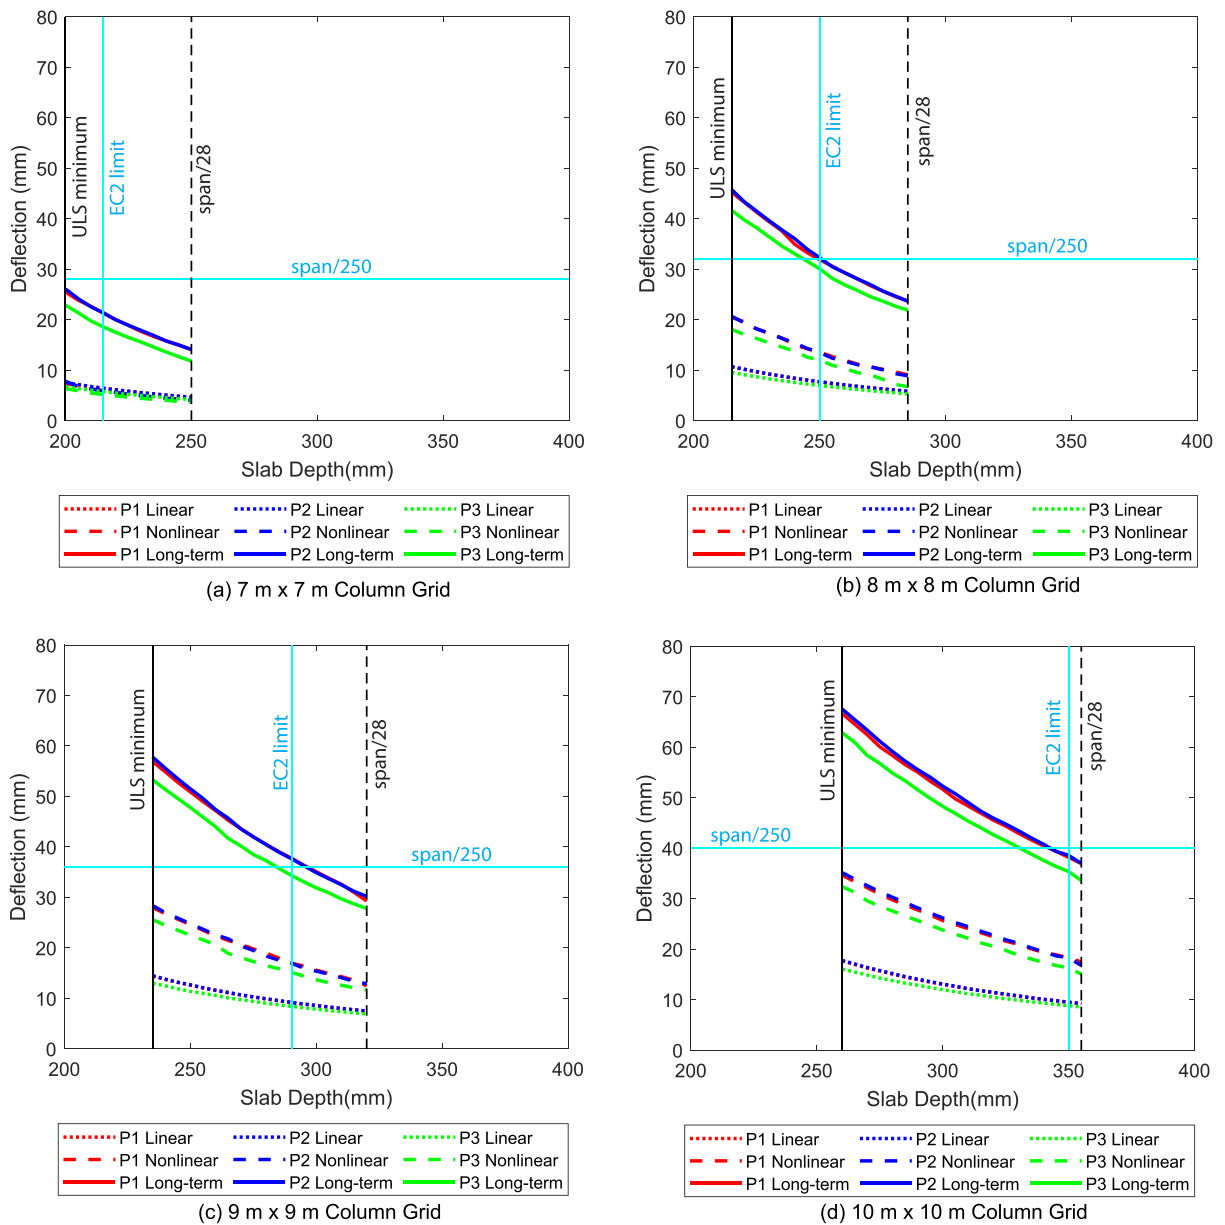 80
70
60
50
40
30
20
10
0
Deflection (mm)
ULS minimum
EC2 limit
span/28
span/250
200 250 300 350 400
Slab Depth(mm)
P1 Linear P2 Linear P3 Linear
P1 Nonlinear P2 Nonlinear P3 Nonlinear
P1 Long-term P2 Long-term P3 Long-term
(a) 7 m x 7 m Column Grid
80
70
60
50
40
30
20
10
0
Deflection (mm)
ULS minimum
EC2 limit
span/28
span/250
200 250 300 350 400
Slab Depth(mm)
P1 Linear P2 Linear P3 Linear
P1 Nonlinear P2 Nonlinear P3 Nonlinear
P1 Long-term P2 Long-term P3 Long-term
(b) 8 m x 8 m Column Grid
80
70
60
50
40
30
20
10
0
Deflection (mm)
ULS minimum
EC2 limit
span/28
span/250
200 250 300 350 400
Slab Depth(mm)
P1 Linear P2 Linear P3 Linear
P1 Nonlinear P2 Nonlinear P3 Nonlinear
P1 Long-term P2 Long-term P3 Long-term
(c) 9 m x 9 m Column Grid
80
70
60
50
40
30
20
10
0
Deflection (mm)
ULS minimum
EC2 limit
span/28
span/250
200 250 300 350 400
Slab Depth(mm)
P1 Linear P2 Linear P3 Linear
P1 Nonlinear P2 Nonlinear P3 Nonlinear
P1 Long-term P2 Long-term P3 Long-term
(d) 10 m x 10 m Column Grid